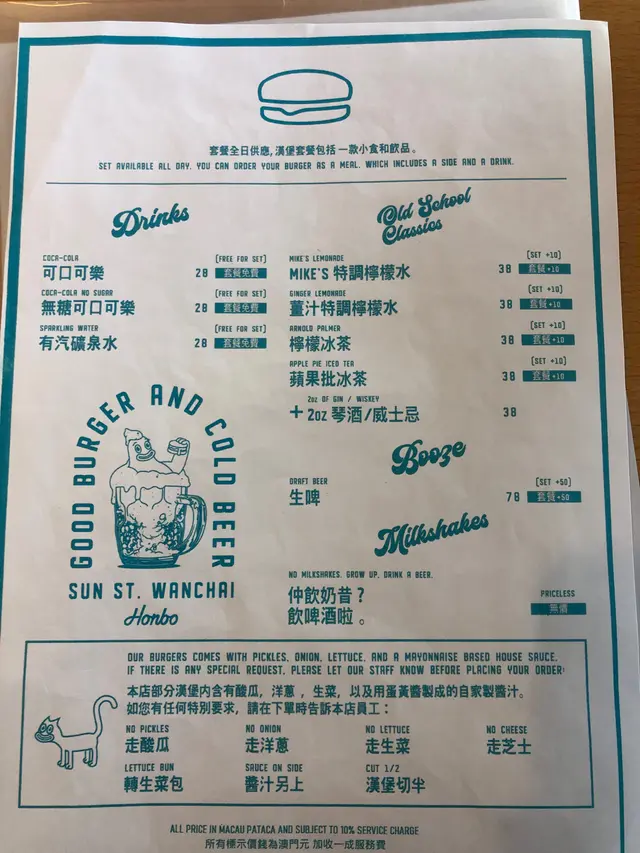 套餐全日供應, 漢堡套餐包括 一款小食和飲品。
SET AVAILABLE ALL DAY. YOU CAN ORDER YOUR BURGER AS A MEAL. WHICH INCLUDES A SIDE AND A DRINK.
Drinks
COCA-COLA (FREE FOR SET)
可口可樂 28 套餐免費
COCA-COLA NO SUGAR (FREE FOR SET)
無糖可口可樂 28 套餐免費
SPARKLING WATER (FREE FOR SET)
有汽礦泉水 28 套餐免費
GOOD BURGER AND COLD BEER
SUN ST. WANCHAI
Honbo
Old School
Classics
MIKE'S LEMONADE (SET +10)
MIKE'S 特調檸檬水 38 套餐+10
GINGER LEMONADE (SET +10)
薑汁特調檸檬水 38 套餐+10
ARNOLD PALMER (SET +10)
檸檬冰茶 38 套餐+10
APPLE PIE ICED TEA (SET +10)
蘋果批冰茶 38 套餐+10
2oz OF GIN / WISKEY
+ 2oz 琴酒/威士忌 38
Booze
DRAFT BEER (SET +50)
生啤 78 套餐+50
Milkshakes
NO MILKSHAKES. GROW UP. DRINK A BEER.
仲飲奶昔? PRICELESS
飲啤酒啦。 無價
OUR BURGERS COMES WITH PICKLES. ONION. LETTUCE. AND A MAYONNAISE BASED HOUSE SAUCE.
IF THERE IS ANY SPECIAL REQUEST. PLEASE LET OUR STAFF KNOW BEFORE PLACING YOUR ORDER:
本店部分漢堡内含有酸瓜, 洋蔥, 生菜, 以及用蛋黃醬製成的自家製醬汁。
如您有任何特別要求, 請在下單時告訴本店員工:
NO PICKLES NO ONION NO LETTUCE NO CHEESE
走酸瓜 走洋蔥 走生菜 走芝士
LETTUCE BUN SAUCE ON SIDE CUT 1/2
轉生菜包 醬汁另上 漢堡切半
ALL PRICE IN MACAU PATACA AND SUBJECT TO 10% SERVICE CHARGE
所有標示價錢為澳門元 加收一成服務費